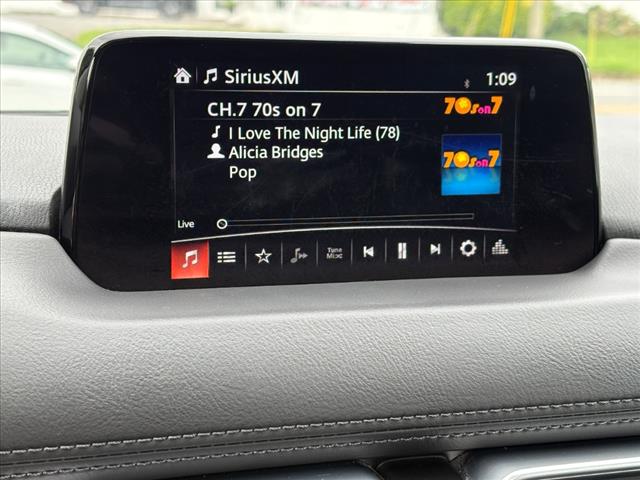 SiriusXM 1:09
CH.7 70s on 7
70s on 7
I Love The Night Life (78)
Alicia Bridges
70s on 7
Pop
Live
Tune
Mix